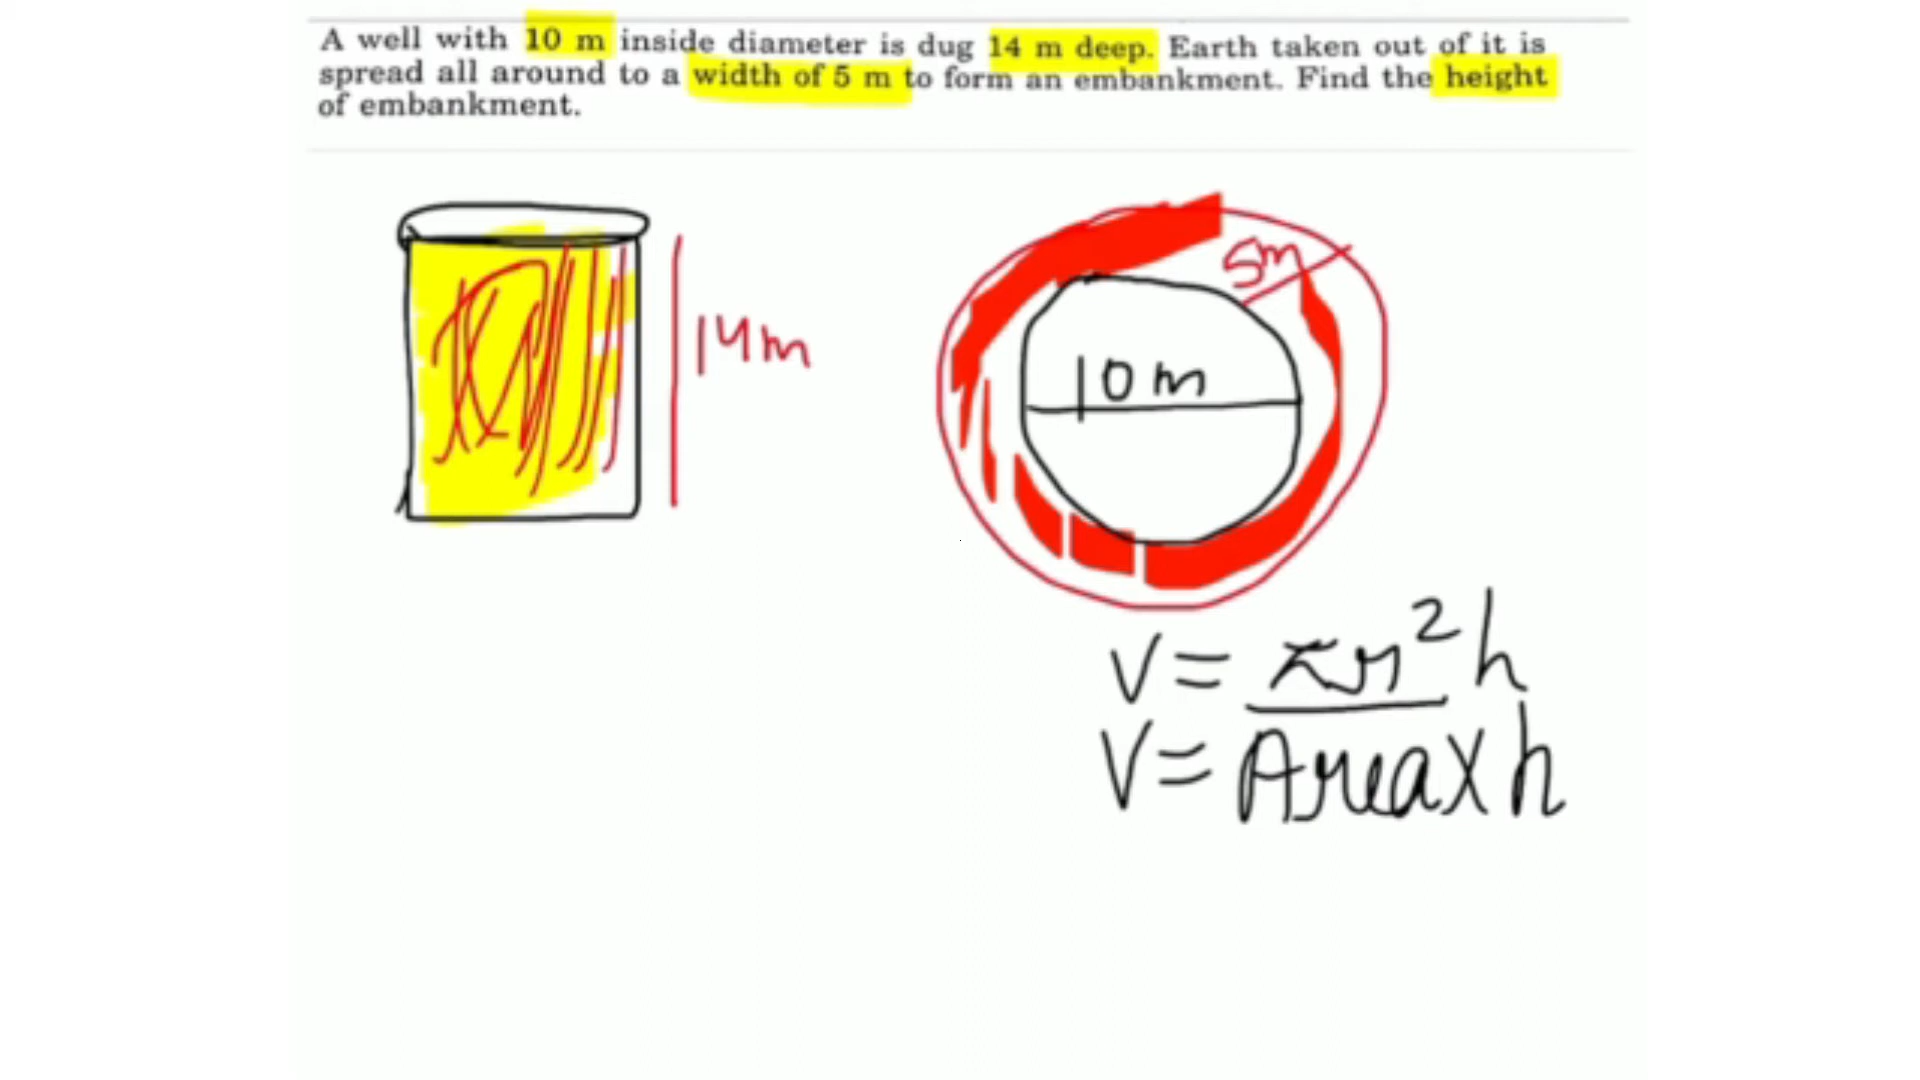 A well with 10 m inside diameter is dug 14 m deep. Earth taken out of it is
spread all around to a width of 5 m to form an embankment. Find the height
of embankment.
14m
5m
10 m
V = πr²h
V = Area X h